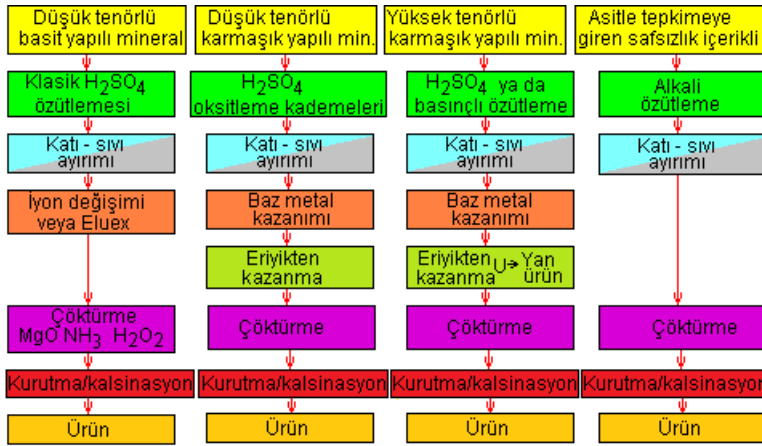 Düşük tenörlü
basit yapılı mineral
Klasik H₂SO₄
özütlemesi
Katı - sıvı
ayırımı
İyon değişimi
veya Eluex
Çöktürme
MgO NH₃ H₂O₂
Kurutma/kalsinasyon
Ürün
Düşük tenörlü
karmaşık yapılı min.
H₂SO₄
oksitleme kademeleri
Katı - sıvı
ayırımı
Baz metal
kazanımı
Eriyikten
kazanma
Çöktürme
Kurutma/kalsinasyon
Ürün
Yüksek tenörlü
karmaşık yapılı min.
H₂SO₄ ya da
basınçlı özütleme
Katı - sıvı
ayırımı
Baz metal
kazanımı
Eriyikten U→ Yan
kazanma ürün
Çöktürme
Kurutma/kalsinasyon
Ürün
Asitle tepkimeye
giren safsızlık içerikli
Alkali
özütleme
Katı - sıvı
ayırımı
Çöktürme
Kurutma/kalsinasyon
Ürün